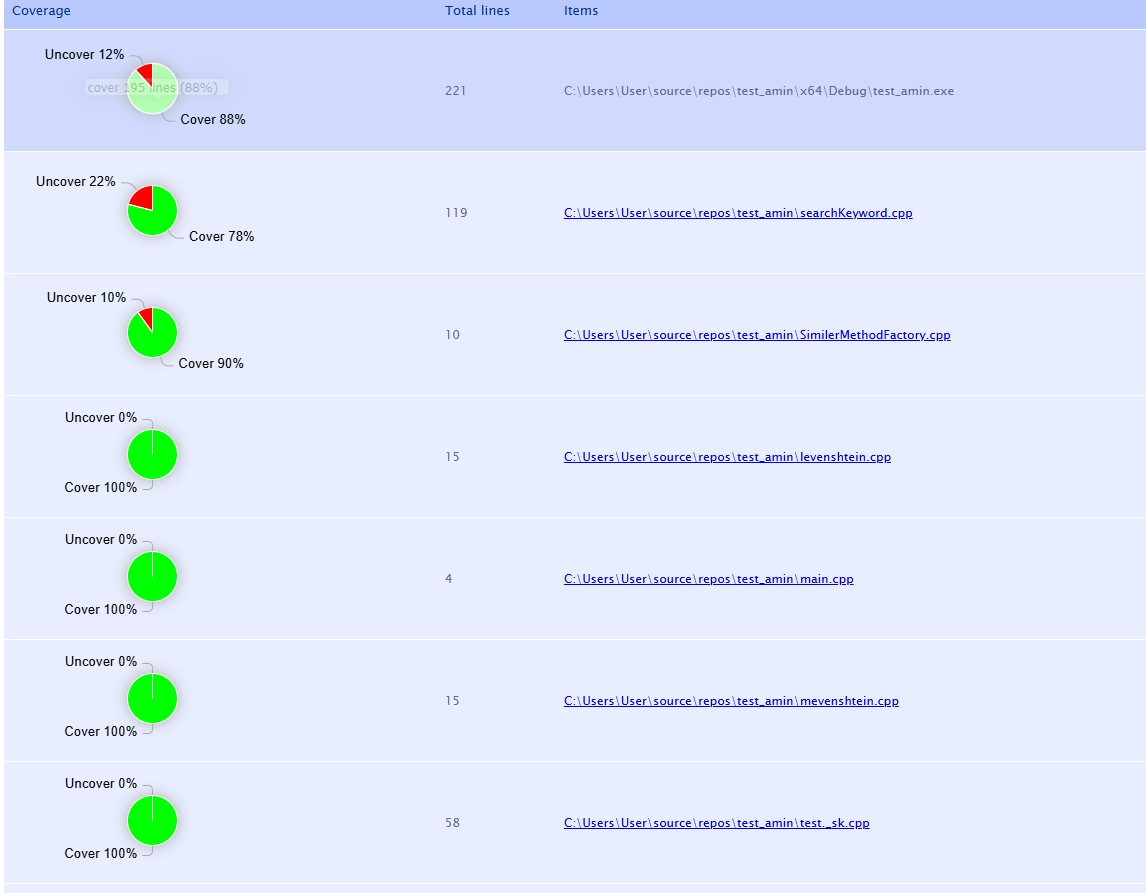 Coverage Total lines Items
Uncover 12%
cover 195 lines (88%)
221 C:\Users\User\source\repos\test_amin\x64\Debug\test_amin.exe
Cover 88%
Uncover 22%
119 C:\Users\User\source\repos\test_amin\searchKeyword.cpp
Cover 78%
Uncover 10%
10 C:\Users\User\source\repos\test_amin\SimilerMethodFactory.cpp
Cover 90%
Uncover 0%
15 C:\Users\User\source\repos\test_amin\levenshtein.cpp
Cover 100%
Uncover 0%
4 C:\Users\User\source\repos\test_amin\main.cpp
Cover 100%
Uncover 0%
15 C:\Users\User\source\repos\test_amin\mevenshtein.cpp
Cover 100%
Uncover 0%
58 C:\Users\User\source\repos\test_amin\test._sk.cpp
Cover 100%